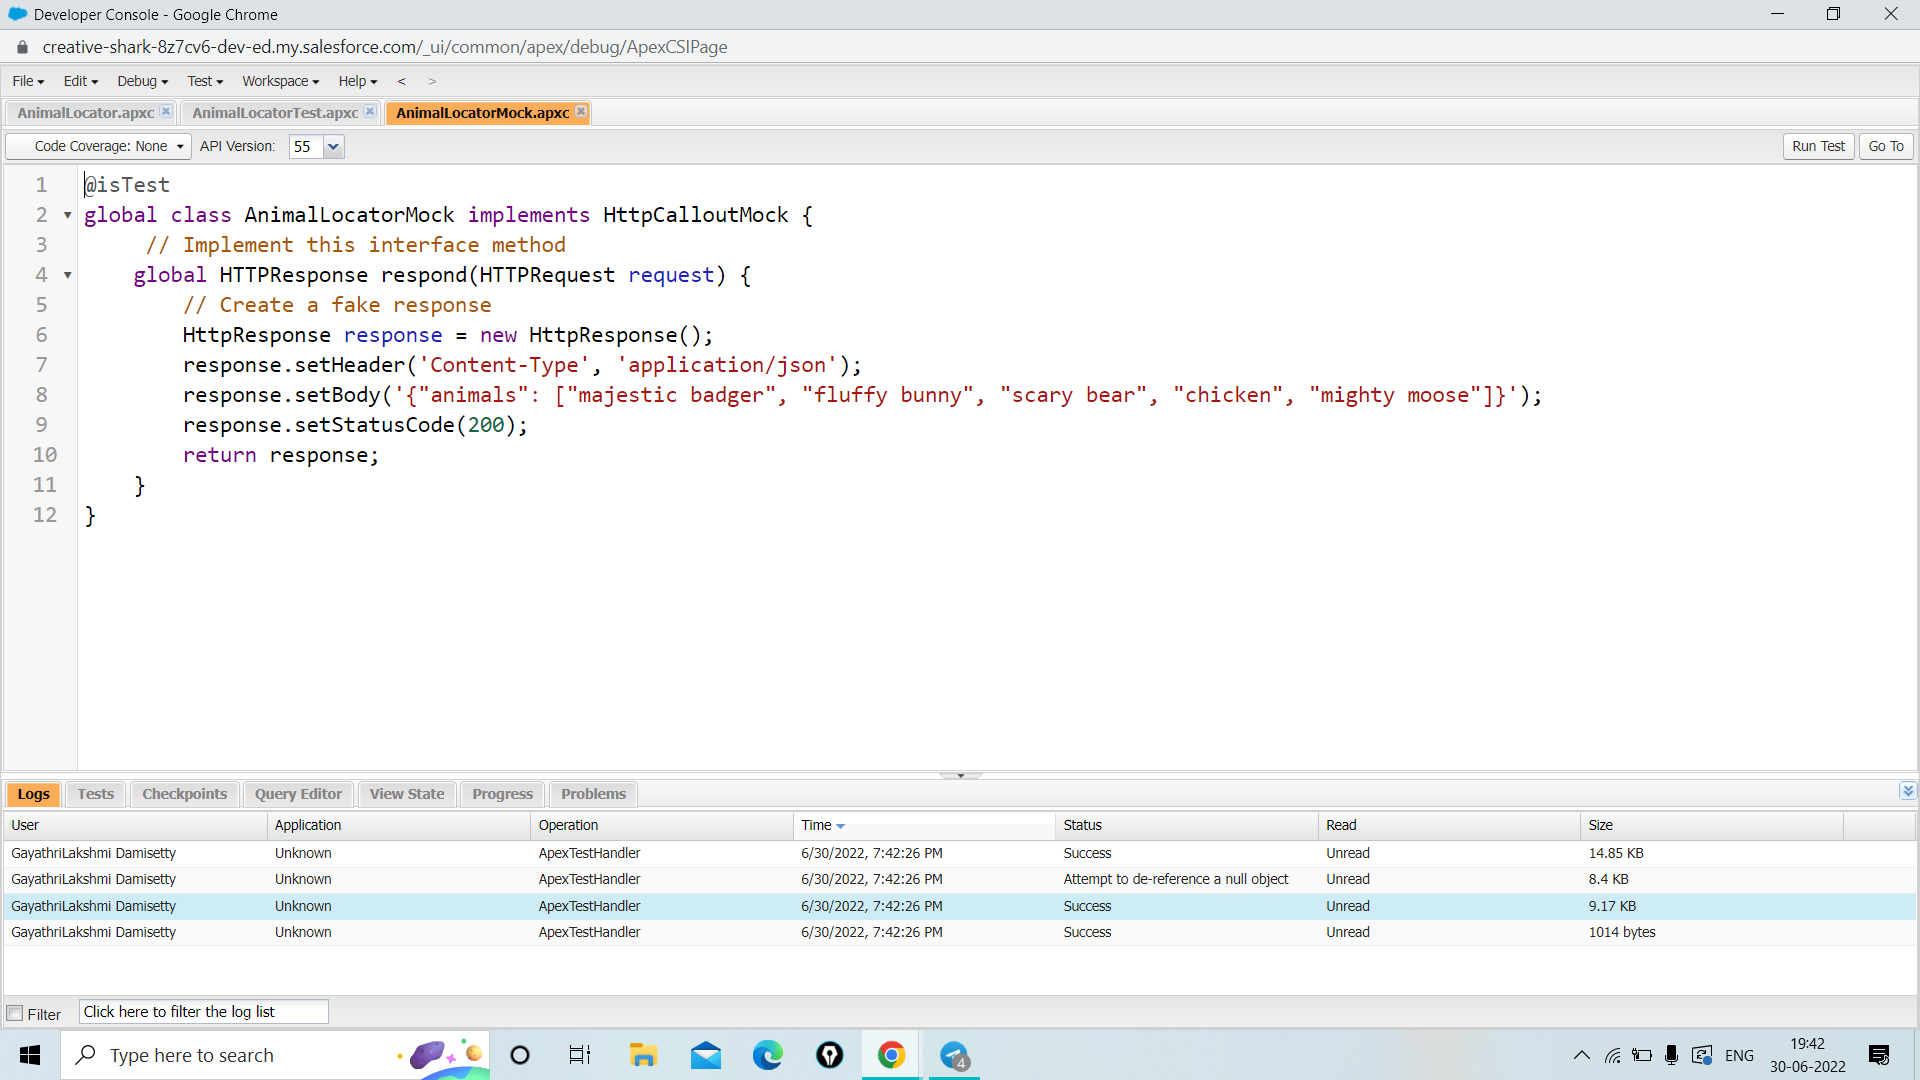 Developer Console - Google Chrome
creative-shark-8z7cv6-dev-ed.my.salesforce.com/_ui/common/apex/debug/ApexCSIPage
File Edit Debug Test Workspace Help < >
AnimalLocator.apxc AnimalLocatorTest.apxc AnimalLocatorMock.apxc
Code Coverage: None API Version: 55 Run Test Go To
1 @isTest
2 global class AnimalLocatorMock implements HttpCalloutMock {
3 // Implement this interface method
4 global HTTPResponse respond(HTTPRequest request) {
5 // Create a fake response
6 HttpResponse response = new HttpResponse();
7 response.setHeader('Content-Type', 'application/json');
8 response.setBody('{"animals": ["majestic badger", "fluffy bunny", "scary bear", "chicken", "mighty moose"]}');
9 response.setStatusCode(200);
10 return response;
11 }
12 }
Logs Tests Checkpoints Query Editor View State Progress Problems
User Application Operation Time Status Read Size
GayathriLakshmi Damisetty Unknown ApexTestHandler 6/30/2022, 7:42:26 PM Success Unread 14.85 KB
GayathriLakshmi Damisetty Unknown ApexTestHandler 6/30/2022, 7:42:26 PM Attempt to de-reference a null object Unread 8.4 KB
GayathriLakshmi Damisetty Unknown ApexTestHandler 6/30/2022, 7:42:26 PM Success Unread 9.17 KB
GayathriLakshmi Damisetty Unknown ApexTestHandler 6/30/2022, 7:42:26 PM Success Unread 1014 bytes
Filter Click here to filter the log list
Type here to search 4 ENG 19:42
30-06-2022